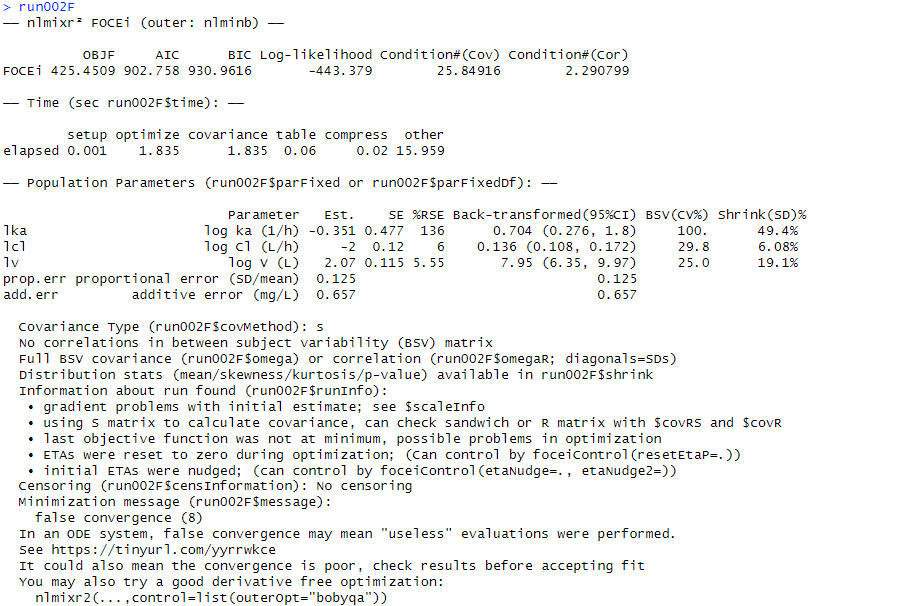 > run002F
── nlmixr² FOCEi (outer: nlminb) ──
OBJF AIC BIC Log-likelihood Condition#(Cov) Condition#(Cor)
FOCEi 425.4509 902.758 930.9616 -443.379 25.84916 2.290799
── Time (sec run002F$time): ──
setup optimize covariance table compress other
elapsed 0.001 1.835 1.835 0.06 0.02 15.959
── Population Parameters (run002F$parFixed or run002F$parFixedDf): ──
Parameter Est. SE %RSE Back-transformed(95%CI) BSV(CV%) Shrink(SD)%
lka log ka (1/h) -0.351 0.477 136 0.704 (0.276, 1.8) 100. 49.4%
lcl log Cl (L/h) -2 0.12 6 0.136 (0.108, 0.172) 29.8 6.08%
lv log V (L) 2.07 0.115 5.55 7.95 (6.35, 9.97) 25.0 19.1%
prop.err proportional error (SD/mean) 0.125 0.125
add.err additive error (mg/L) 0.657 0.657
Covariance Type (run002F$covMethod): s
No correlations in between subject variability (BSV) matrix
Full BSV covariance (run002F$omega) or correlation (run002F$omegaR; diagonals=SDs)
Distribution stats (mean/skewness/kurtosis/p-value) available in run002F$shrink
Information about run found (run002F$runInfo):
• gradient problems with initial estimate; see $scaleInfo
• using S matrix to calculate covariance, can check sandwich or R matrix with $covRS and $covR
• last objective function was not at minimum, possible problems in optimization
• ETAs were reset to zero during optimization; (Can control by foceiControl(resetEtaP=.))
• initial ETAs were nudged; (can control by foceiControl(etaNudge=., etaNudge2=))
Censoring (run002F$censInformation): No censoring
Minimization message (run002F$message):
false convergence (8)
In an ODE system, false convergence may mean "useless" evaluations were performed.
See https://tinyurl.com/yyrrwkce
It could also mean the convergence is poor, check results before accepting fit
You may also try a good derivative free optimization:
nlmixr2(...,control=list(outerOpt="bobyqa"))